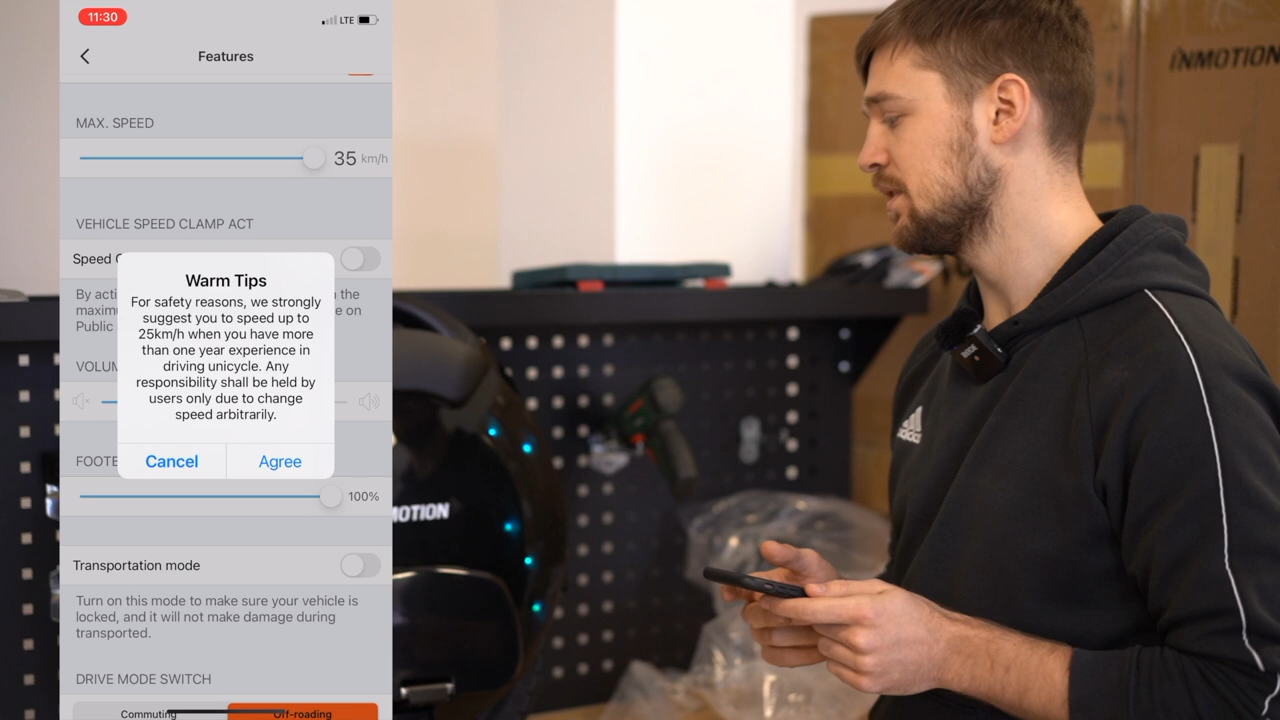 11:30
LTE
Features
MAX. SPEED
35 km/h
VEHICLE SPEED CLAMP ACT
Speed
By acti the
maximu e on
Public
Warm Tips
For safety reasons, we strongly
suggest you to speed up to
25km/h when you have more
than one year experience in
driving unicycle. Any
responsibility shall be held by
users only due to change
speed arbitrarily.
Cancel Agree
VOLUM
FOOTE
100%
Transportation mode
Turn on this mode to make sure your vehicle is
locked, and it will not make damage during
transported.
DRIVE MODE SWITCH
Commuting Off-roading
MOTION
INMOTION
adidas